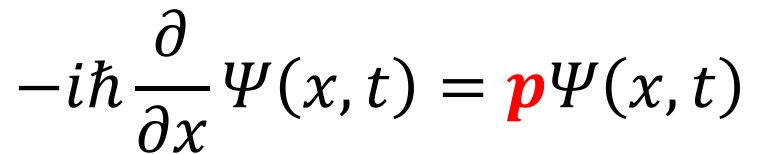 −iħ ∂/∂x Ψ(x, t) = pΨ(x, t)